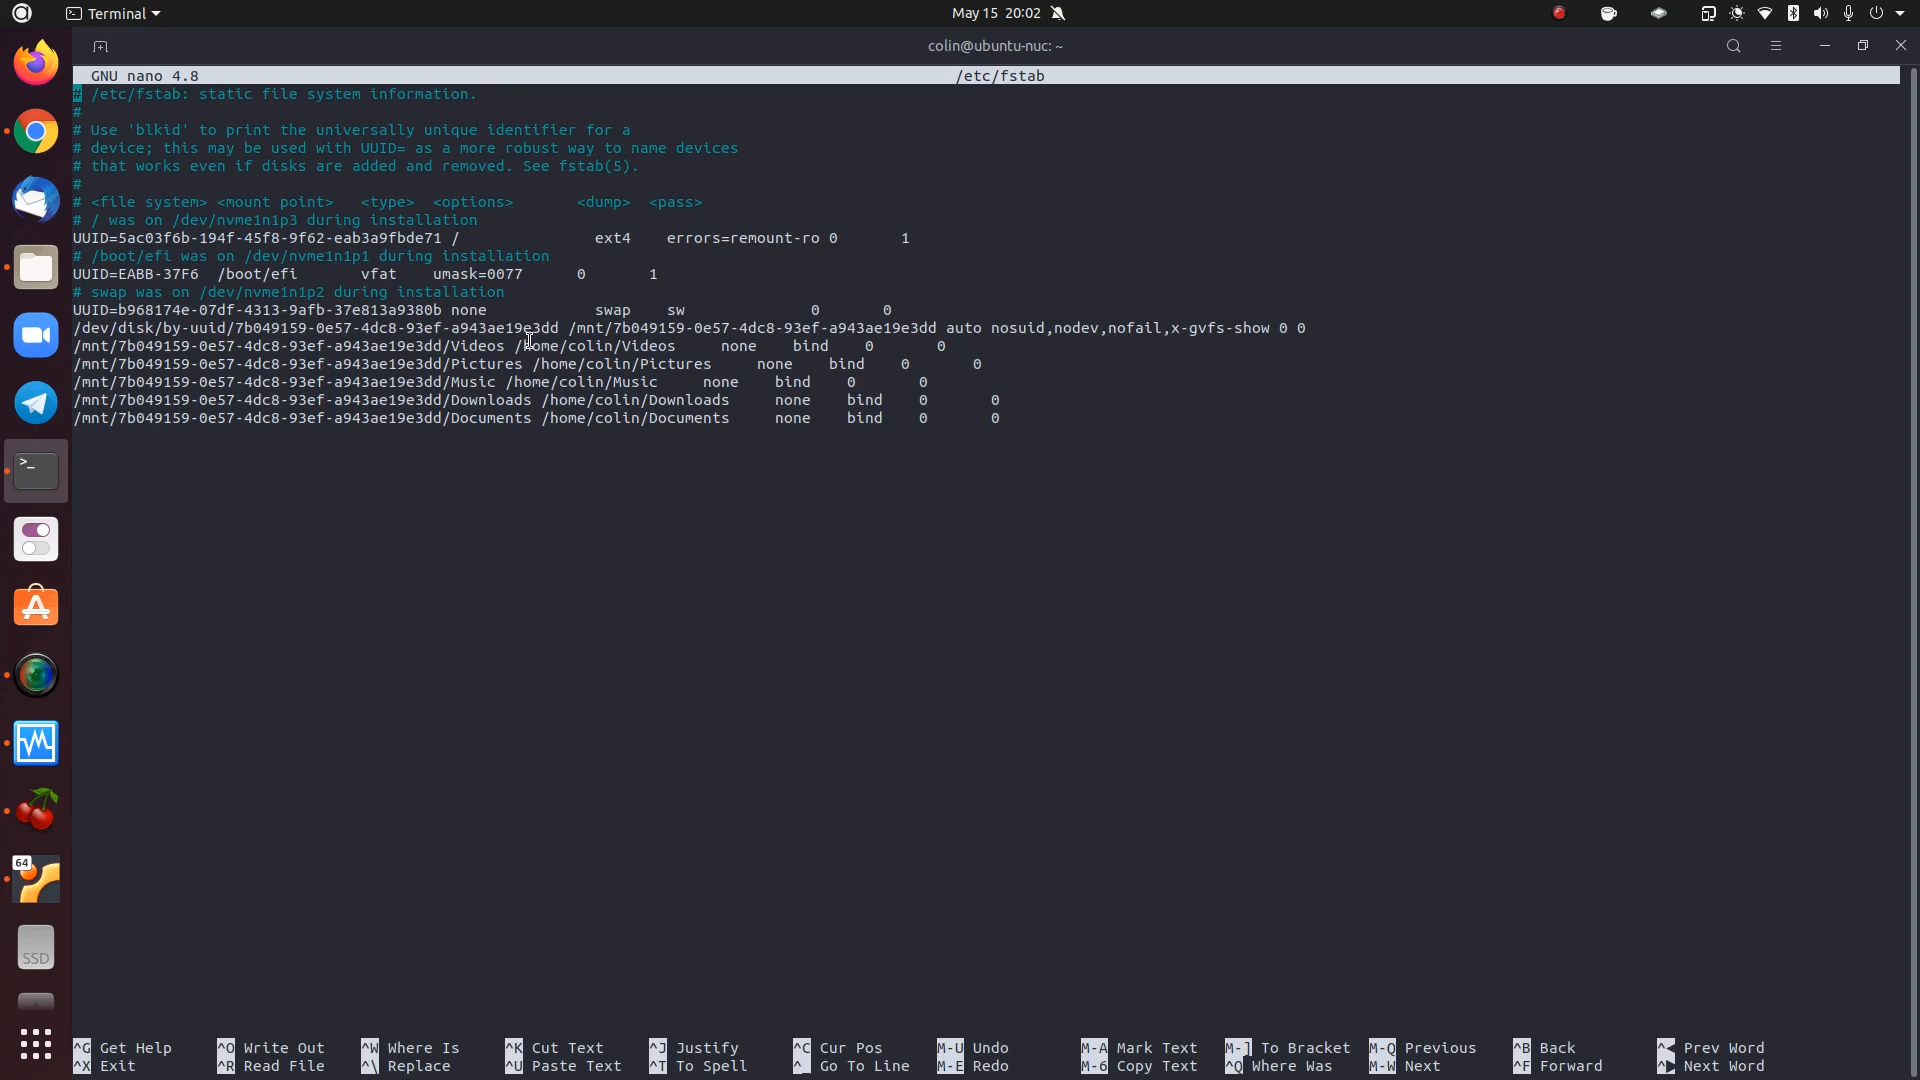 Terminal
May 15 20:02
colin@ubuntu-nuc: ~
GNU nano 4.8 /etc/fstab
# /etc/fstab: static file system information.
#
# Use 'blkid' to print the universally unique identifier for a
# device; this may be used with UUID= as a more robust way to name devices
# that works even if disks are added and removed. See fstab(5).
#
# <file system> <mount point>   <type>  <options>       <dump>  <pass>
# / was on /dev/nvme1n1p3 during installation
UUID=5ac03f6b-194f-45f8-9f62-eab3a9fbde71 /               ext4    errors=remount-ro 0       1
# /boot/efi was on /dev/nvme1n1p1 during installation
UUID=EABB-37F6  /boot/efi       vfat    umask=0077      0       1
# swap was on /dev/nvme1n1p2 during installation
UUID=b968174e-07df-4313-9afb-37e813a9380b none            swap    sw              0       0
/dev/disk/by-uuid/7b049159-0e57-4dc8-93ef-a943ae19e3dd /mnt/7b049159-0e57-4dc8-93ef-a943ae19e3dd auto nosuid,nodev,nofail,x-gvfs-show 0 0
/mnt/7b049159-0e57-4dc8-93ef-a943ae19e3dd/Videos /home/colin/Videos     none    bind    0       0
/mnt/7b049159-0e57-4dc8-93ef-a943ae19e3dd/Pictures /home/colin/Pictures     none    bind    0       0
/mnt/7b049159-0e57-4dc8-93ef-a943ae19e3dd/Music /home/colin/Music     none    bind    0       0
/mnt/7b049159-0e57-4dc8-93ef-a943ae19e3dd/Downloads /home/colin/Downloads     none    bind    0       0
/mnt/7b049159-0e57-4dc8-93ef-a943ae19e3dd/Documents /home/colin/Documents     none    bind    0       0
64
SSD
^G Get Help ^O Write Out ^W Where Is ^K Cut Text ^J Justify ^C Cur Pos M-U Undo M-A Mark Text M-] To Bracket M-Q Previous ^B Back ^◀ Prev Word
^X Exit ^R Read File ^\ Replace ^U Paste Text ^T To Spell ^_ Go To Line M-E Redo M-6 Copy Text ^Q Where Was M-W Next ^F Forward ^▶ Next Word